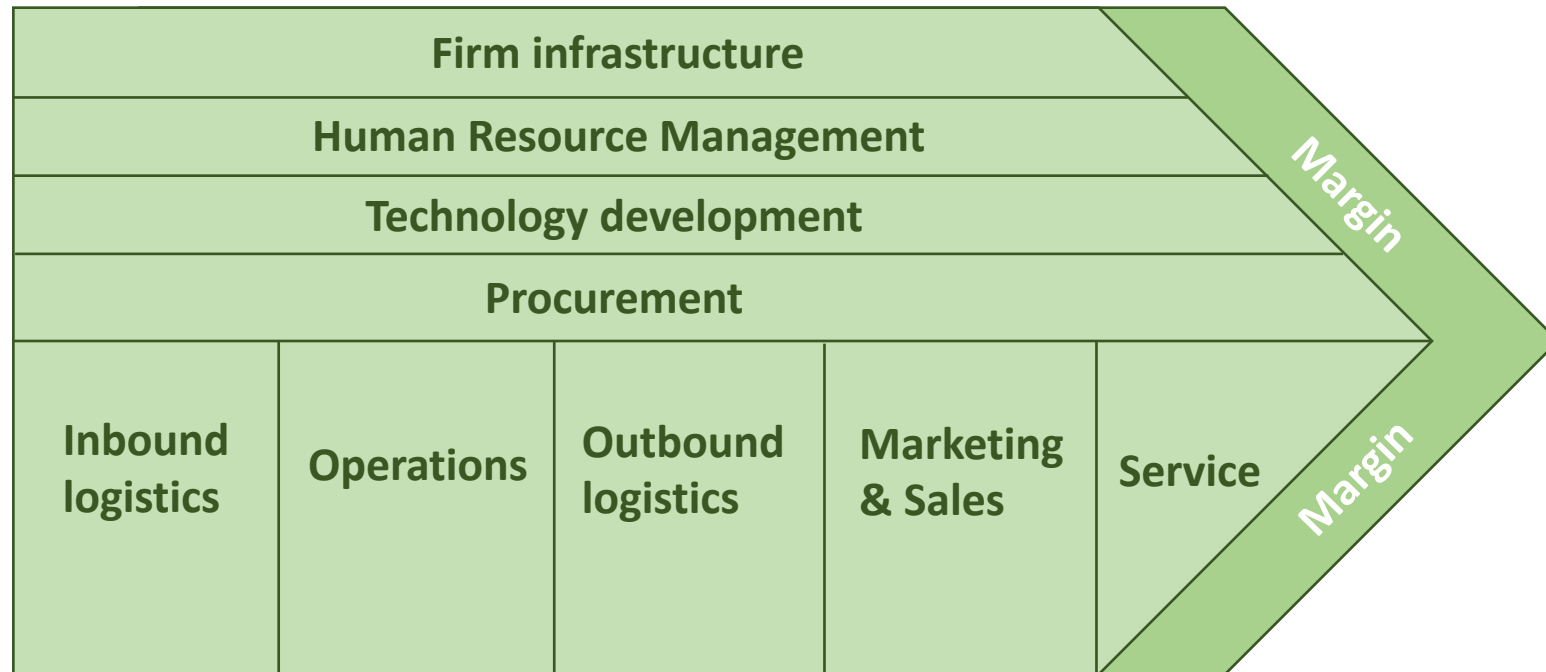 Firm infrastructure
Human Resource Management
Technology development
Procurement
Margin
Inbound
logistics
Operations
Outbound
logistics
Marketing
& Sales
Service
Margin